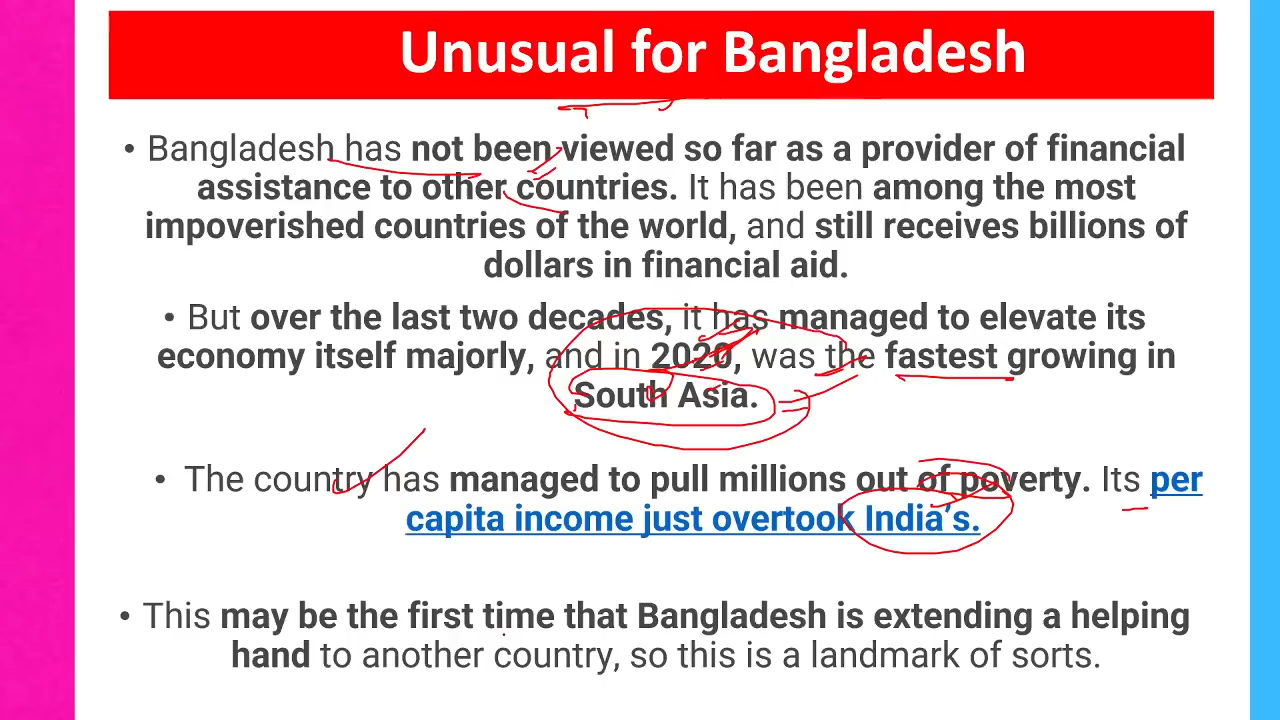 Unusual for Bangladesh
• Bangladesh has not been viewed so far as a provider of financial
assistance to other countries. It has been among the most
impoverished countries of the world, and still receives billions of
dollars in financial aid.
• But over the last two decades, it has managed to elevate its
economy itself majorly, and in 2020, was the fastest growing in
South Asia.
• The country has managed to pull millions out of poverty. Its per
capita income just overtook India’s.
• This may be the first time that Bangladesh is extending a helping
hand to another country, so this is a landmark of sorts.